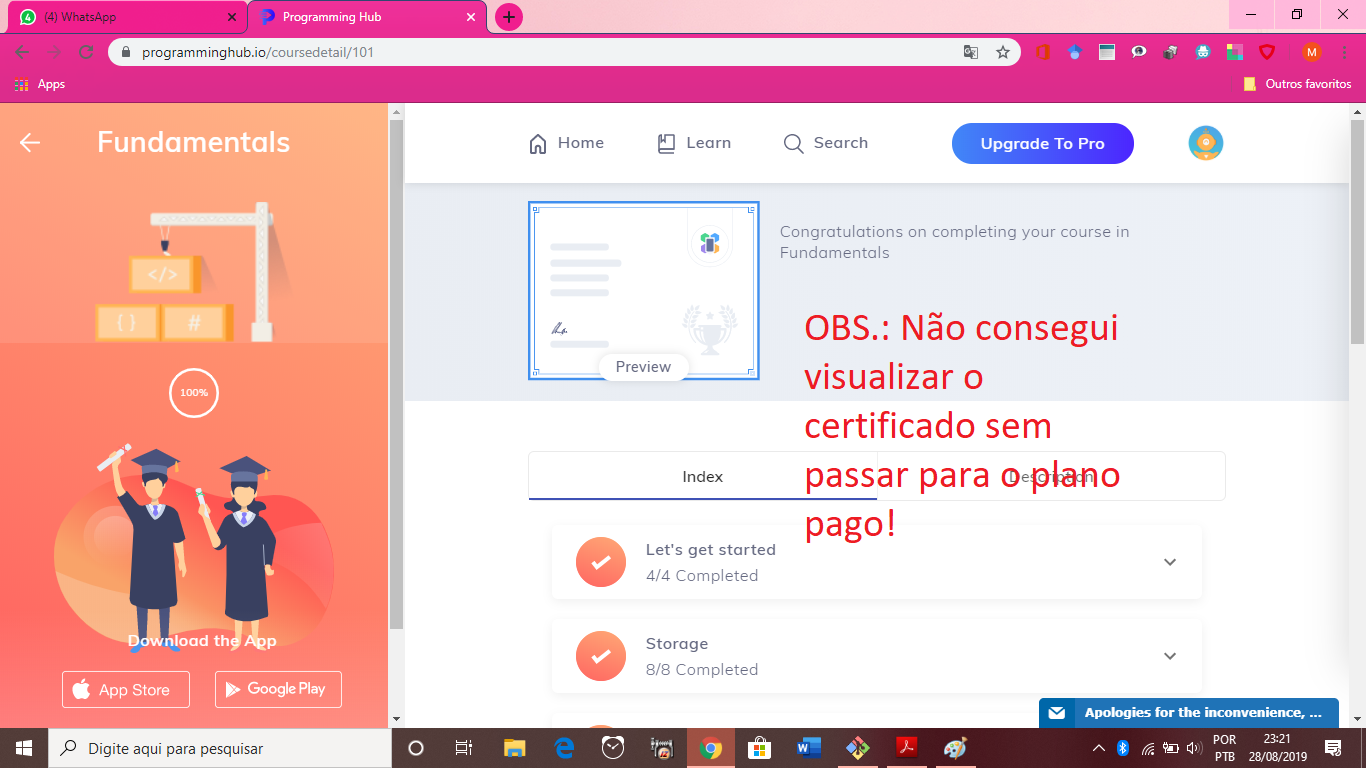 (4) WhatsApp
Programming Hub
programminghub.io/coursedetail/101
M
Apps
Outros favoritos
Fundamentals
</>
{ }
#
100%
Download the App
App Store
Google Play
Home
Learn
Search
Upgrade To Pro
Preview
Congratulations on completing your course in
Fundamentals
OBS.: Não consegui
visualizar o
certificado sem
passar para o plano
pago!
Index
Description
Let's get started
4/4 Completed
Storage
8/8 Completed
Apologies for the inconvenience, ...
Digite aqui para pesquisar
POR
PTB
23:21
28/08/2019